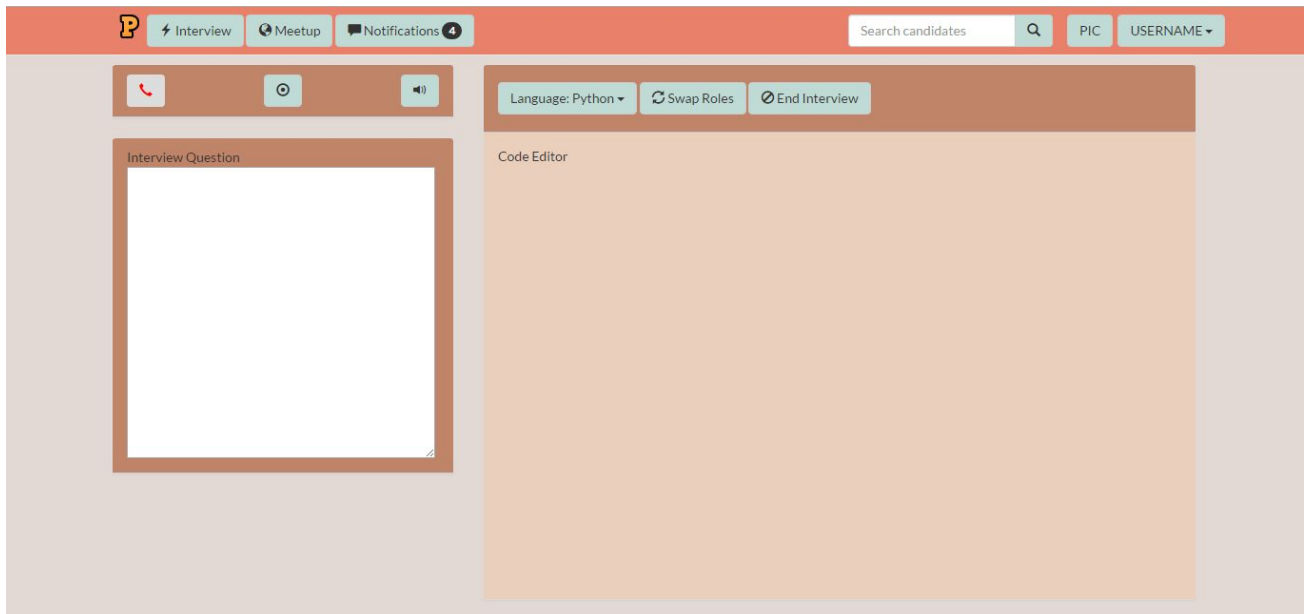 P Interview Meetup Notifications 4 Search candidates PIC USERNAME
Language: Python Swap Roles End Interview
Interview Question
Code Editor